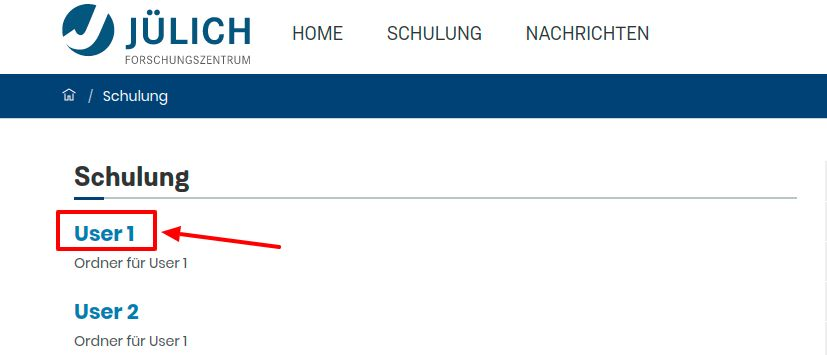 JÜLICH
FORSCHUNGSZENTRUM
HOME SCHULUNG NACHRICHTEN
/ Schulung
Schulung
User 1
Ordner für User 1
User 2
Ordner für User 1